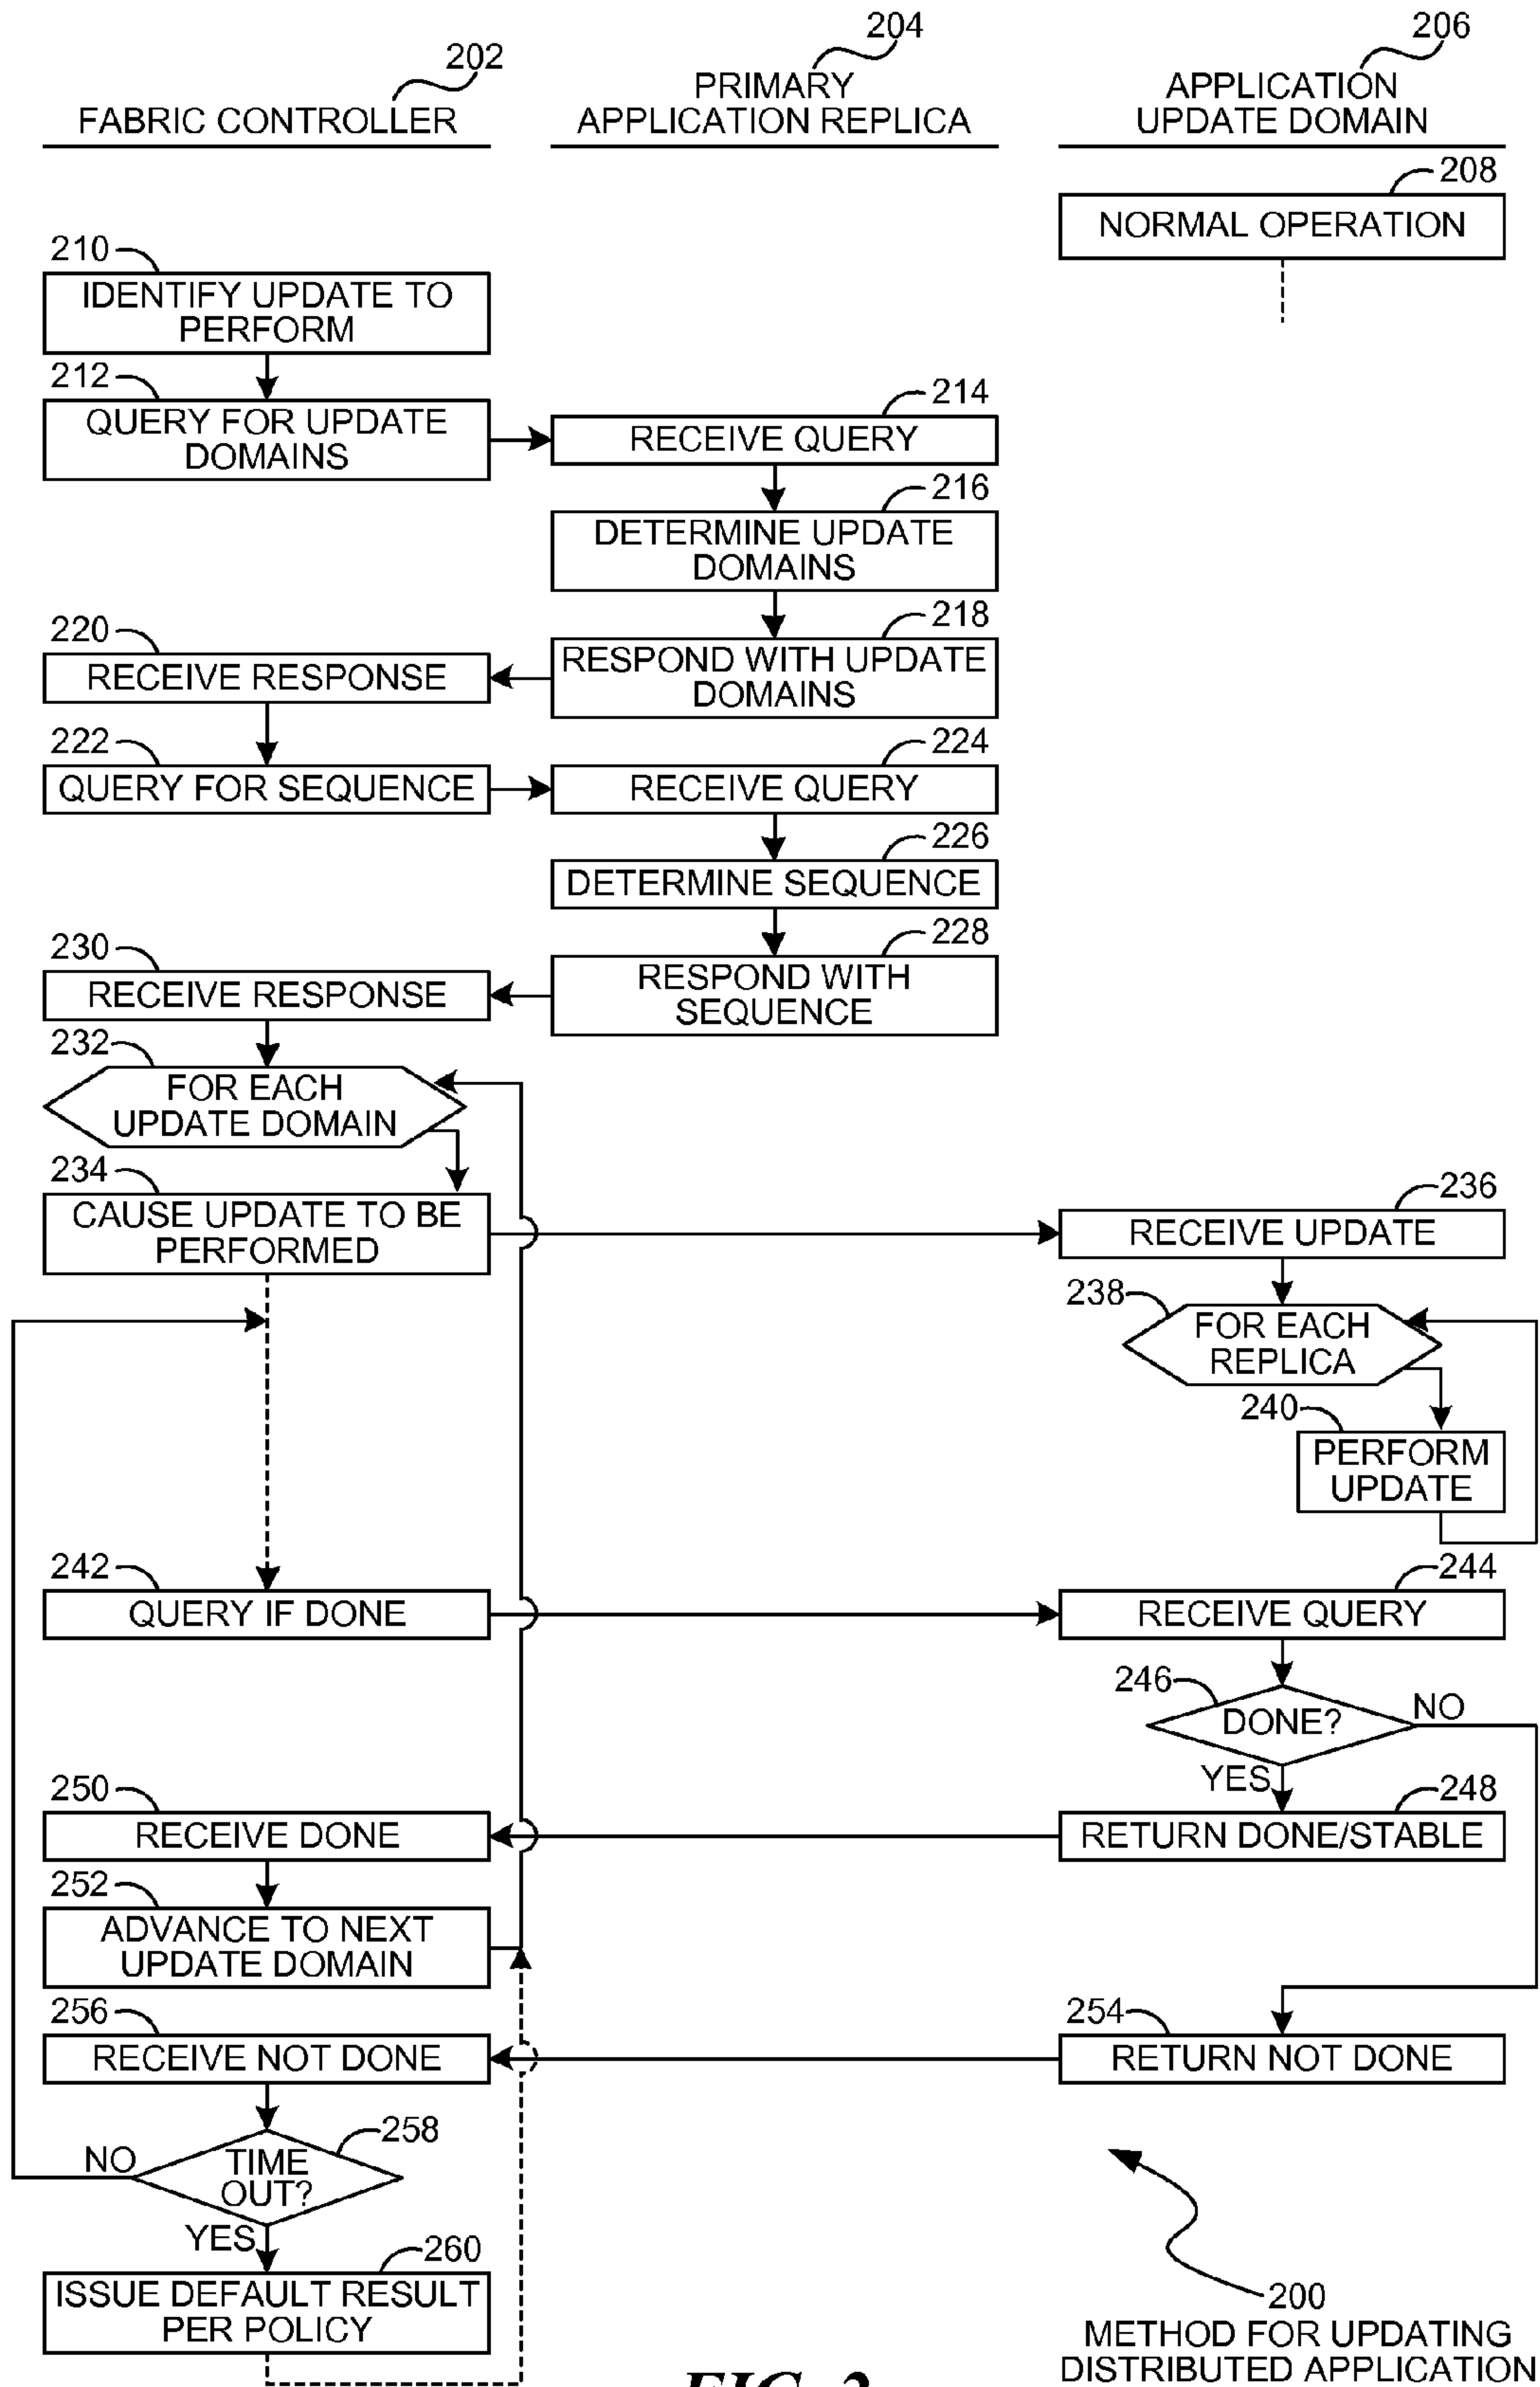 202
FABRIC CONTROLLER
204
PRIMARY
APPLICATION REPLICA
206
APPLICATION
UPDATE DOMAIN
208
NORMAL OPERATION
210
IDENTIFY UPDATE TO
PERFORM
212
QUERY FOR UPDATE
DOMAINS
214
RECEIVE QUERY
216
DETERMINE UPDATE
DOMAINS
218
RESPOND WITH UPDATE
DOMAINS
220
RECEIVE RESPONSE
222
QUERY FOR SEQUENCE
224
RECEIVE QUERY
226
DETERMINE SEQUENCE
228
RESPOND WITH
SEQUENCE
230
RECEIVE RESPONSE
232
FOR EACH
UPDATE DOMAIN
234
CAUSE UPDATE TO BE
PERFORMED
236
RECEIVE UPDATE
238
FOR EACH
REPLICA
240
PERFORM
UPDATE
242
QUERY IF DONE
244
RECEIVE QUERY
246
DONE?
NO
YES
248
RETURN DONE/STABLE
250
RECEIVE DONE
252
ADVANCE TO NEXT
UPDATE DOMAIN
254
RETURN NOT DONE
256
RECEIVE NOT DONE
258
TIME
OUT?
NO
YES
260
ISSUE DEFAULT RESULT
PER POLICY
200
METHOD FOR UPDATING
DISTRIBUTED APPLICATION